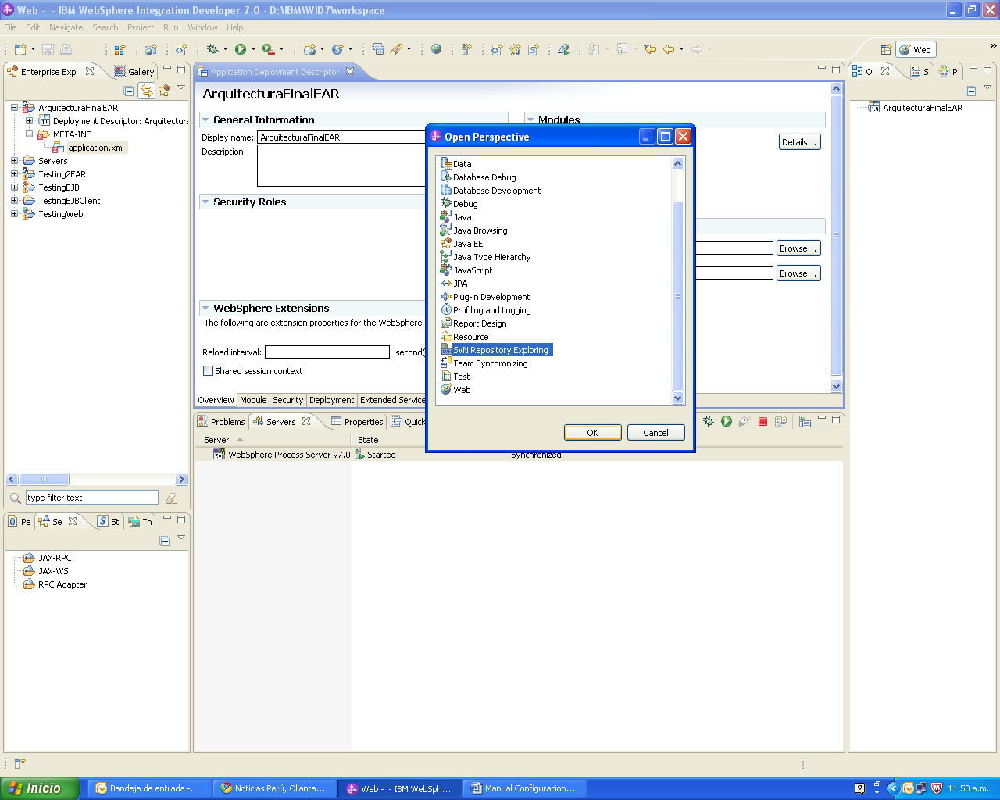 Web - - IBM WebSphere Integration Developer 7.0 - D:\IBM\WID7\workspace
File Edit Navigate Search Project Run Window Help
Web
Enterprise Expl
Gallery
ArquitecturaFinalEAR
Deployment Descriptor: Arquitectura
META-INF
application.xml
Servers
Testing2EAR
TestingEJB
TestingEJBClient
TestingWeb
type filter text
Pa
Se
St
Th
JAX-RPC
JAX-WS
RPC Adapter
Application Deployment Descriptor
ArquitecturaFinalEAR
General Information
Display name: ArquitecturaFinalEAR
Description:
Security Roles
WebSphere Extensions
The following are extension properties for the WebSphere
Reload interval:
second(
Shared session context
Modules
Details...
Browse...
Browse...
Overview Module Security Deployment Extended Service
Open Perspective
Data
Database Debug
Database Development
Debug
Java
Java Browsing
Java EE
Java Type Hierarchy
JavaScript
JPA
Plug-in Development
Profiling and Logging
Report Design
Resource
SVN Repository Exploring
Team Synchronizing
Test
Web
OK
Cancel
Problems
Servers
Properties
Quick
Server
State
WebSphere Process Server v7.0
Started
Synchronized
O
S
P
ArquitecturaFinalEAR
Inicio
Bandeja de entrada -...
Noticias Perú, Ollanta...
Web - - IBM WebSph...
Manual Configuracion...
11:58 a.m.